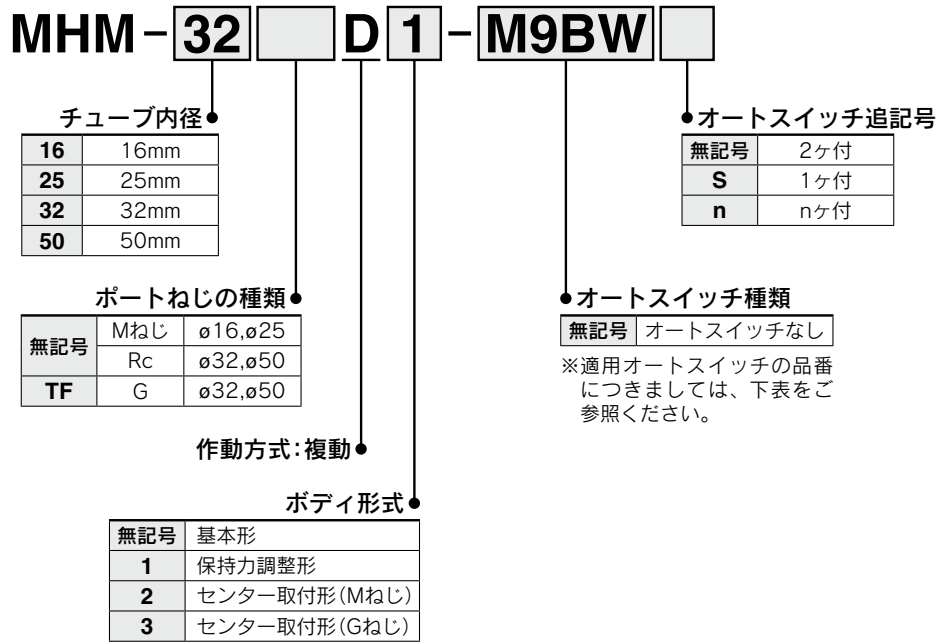 MHM-32 D1-M9BW
チューブ内径
16 16mm
25 25mm
32 32mm
50 50mm
ポートねじの種類
無記号 Mねじ ø16,ø25
Rc ø32,ø50
TF G ø32,ø50
作動方式:複動
ボディ形式
無記号 基本形
1 保持力調整形
2 センター取付形(Mねじ)
3 センター取付形(Gねじ)
オートスイッチ追記号
無記号 2ヶ付
S 1ヶ付
n nヶ付
オートスイッチ種類
無記号 オートスイッチなし
※適用オートスイッチの品番
につきましては、下表をご
参照ください。